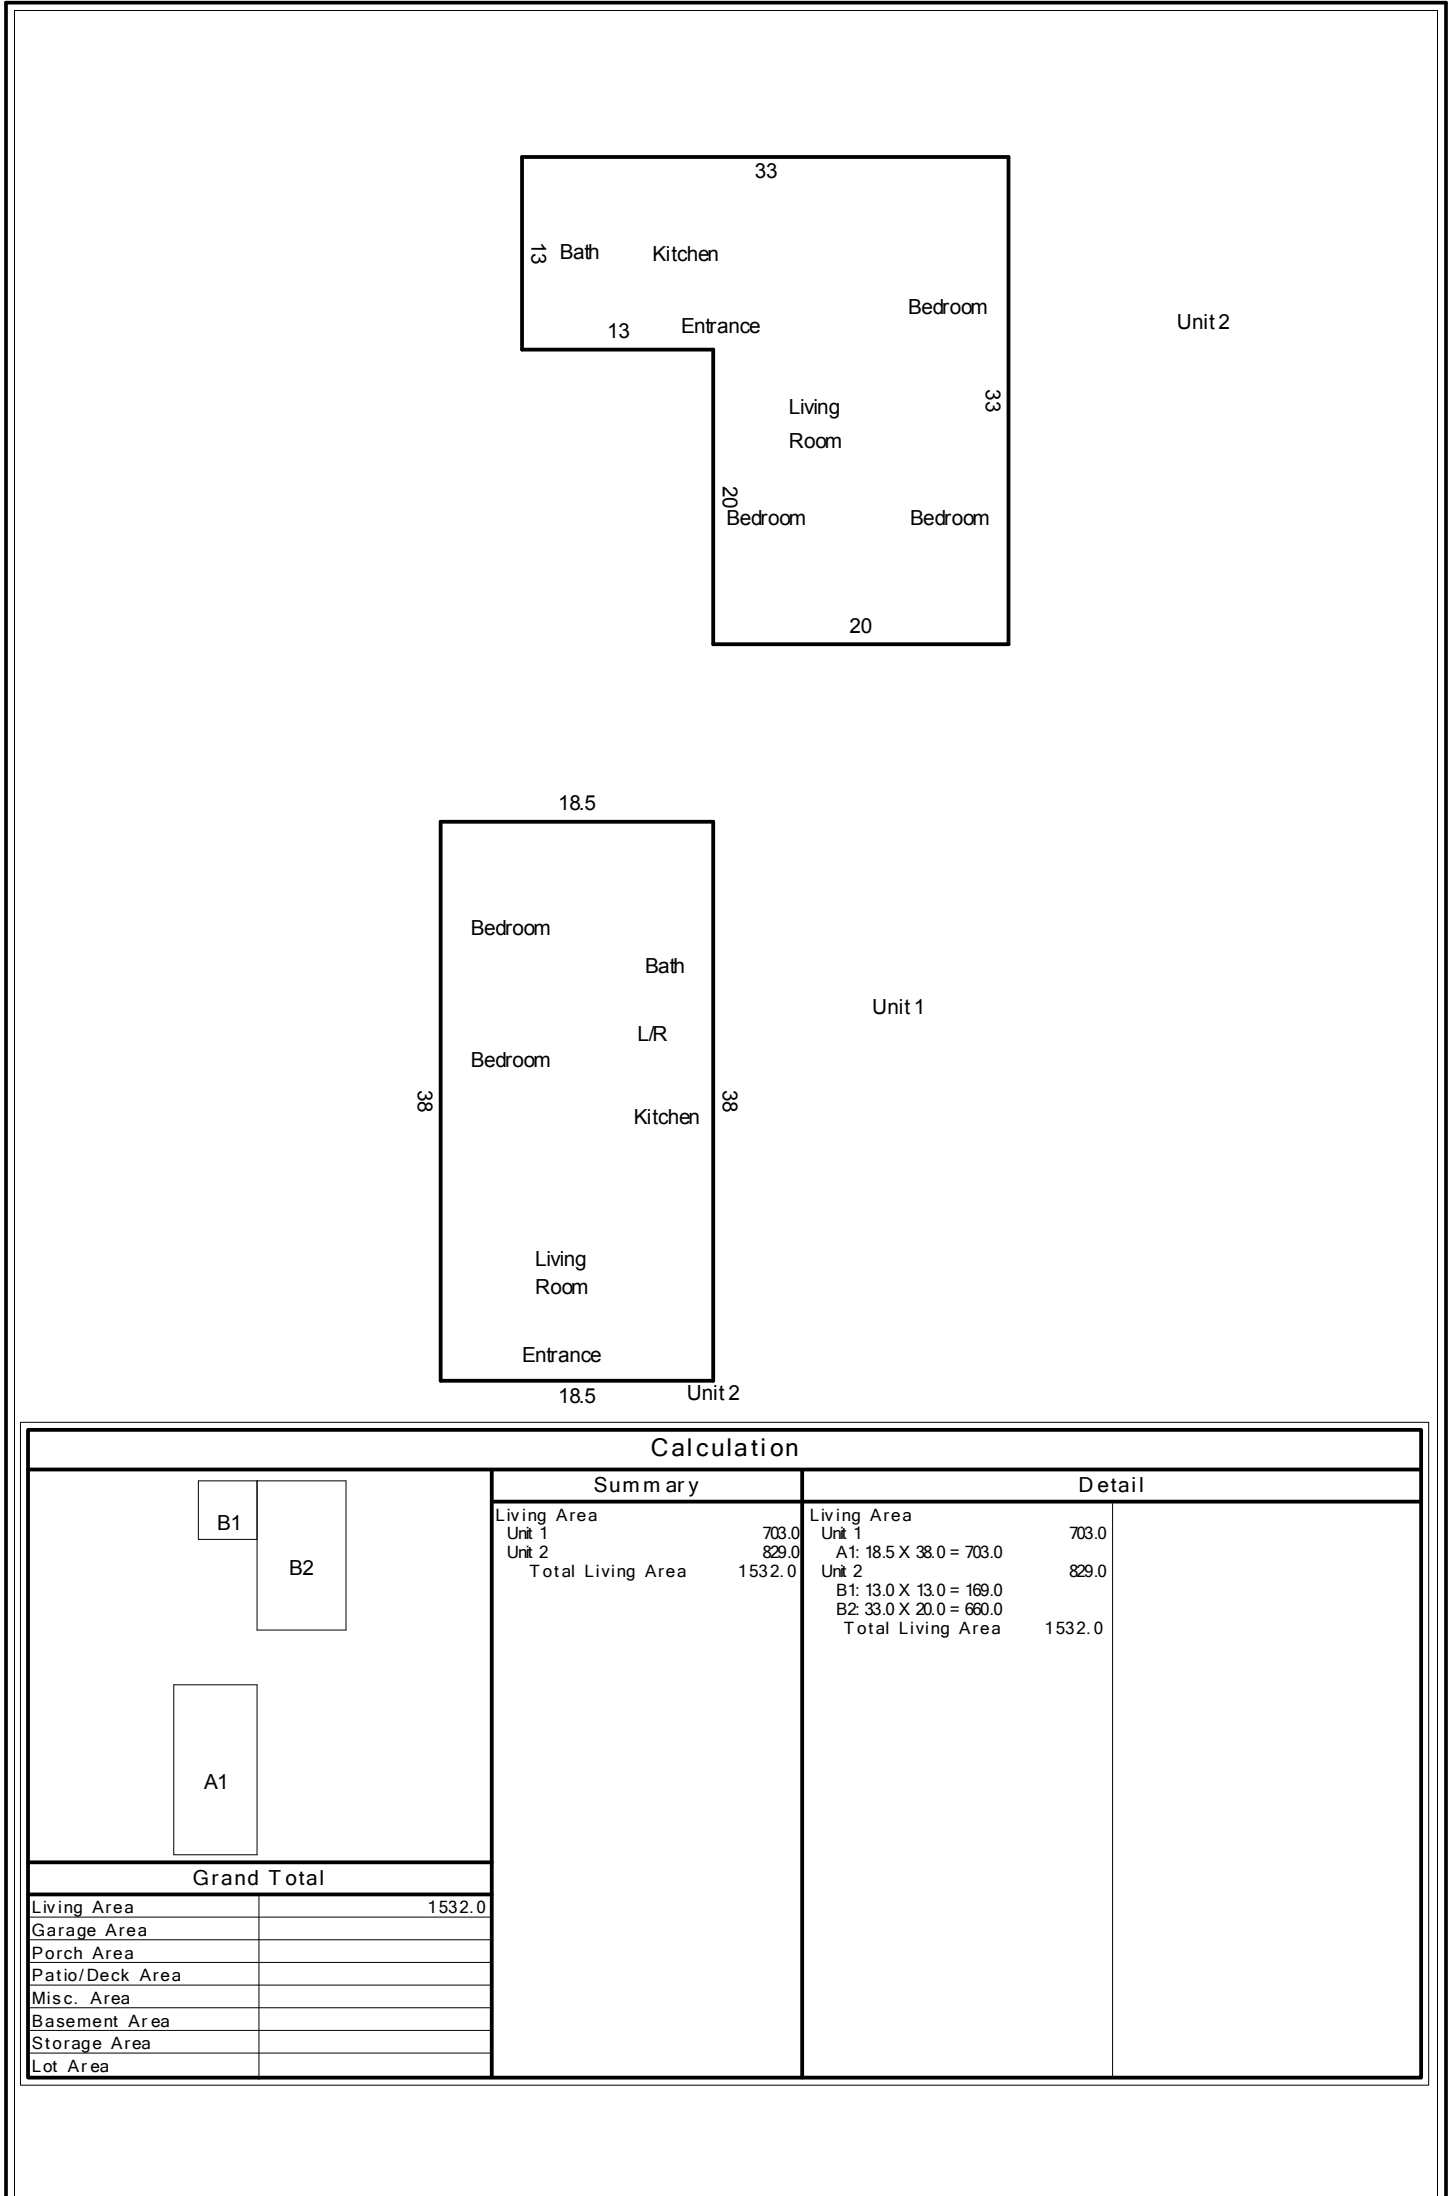 33
13 Bath Kitchen
Bedroom
Unit 2
13 Entrance
33
Living
Room
20
Bedroom Bedroom
20
18.5
Bedroom
Bath
Unit 1
L/R
Bedroom
38 38
Kitchen
Living
Room
Entrance
18.5 Unit 2
Calculation
B1
B2
A1
Summary
Living Area
Unit 1 703.0
Unit 2 829.0
Total Living Area 1532.0
Detail
Living Area
Unit 1 703.0
A1: 18.5 X 38.0 = 703.0
Unit 2 829.0
B1: 13.0 X 13.0 = 169.0
B2: 33.0 X 20.0 = 660.0
Total Living Area 1532.0
Grand Total
Living Area 1532.0
Garage Area
Porch Area
Patio/Deck Area
Misc. Area
Basement Area
Storage Area
Lot Area